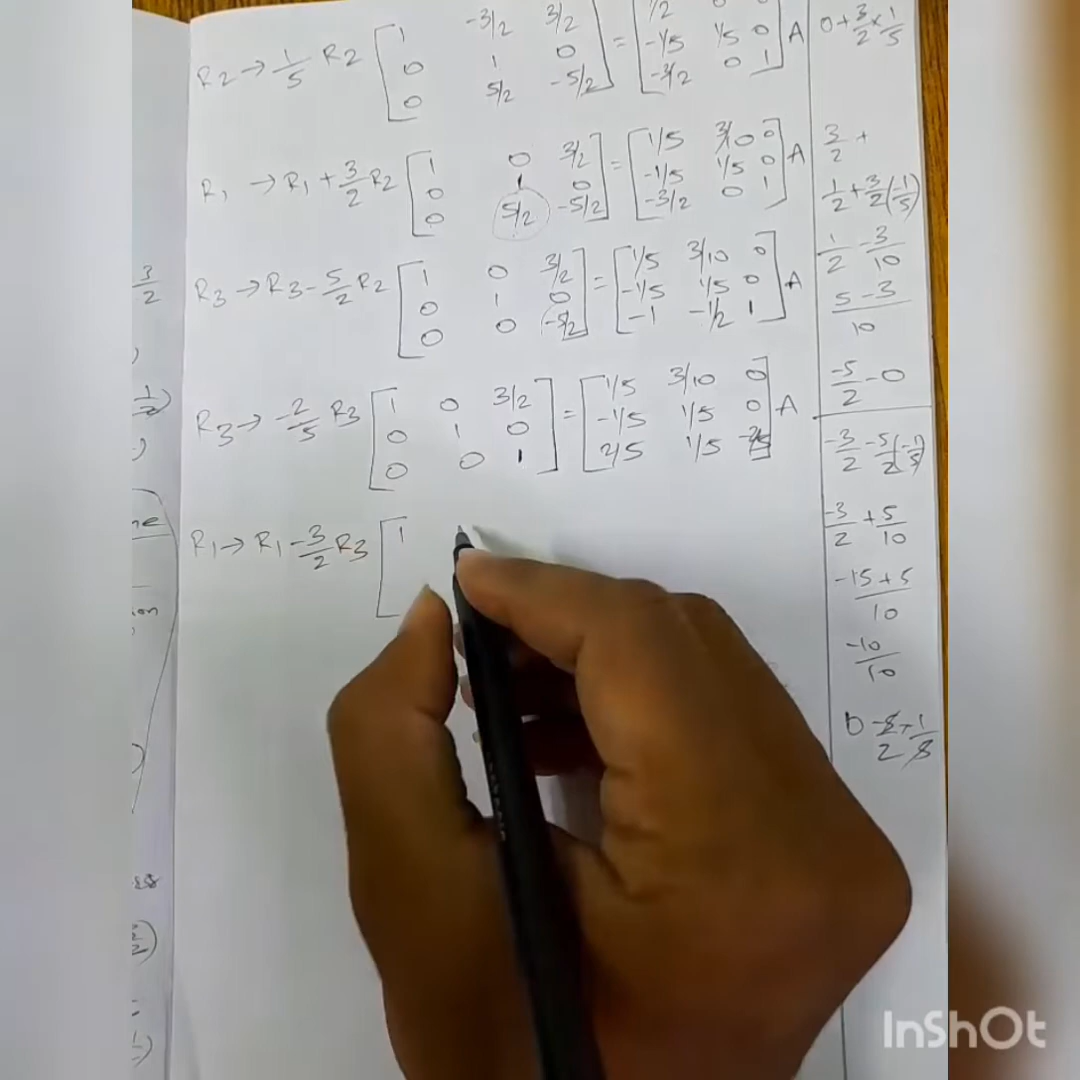 -3/2 3/2 1/2 0 0
R2 → 1/5 R2 [ 1 0 1 0 ] = [ -1/5 1/5 0 ] A 0+3/2×1/5
0 5/2 -5/2 -3/2 0 1
1 0 3/2 1/5 3/10 0 3/2 +
R1 → R1 + 3/2 R2 [ 0 1 0 ] = [ -1/5 1/5 0 ] A 1/2+3/2(-1/5)
0 5/2 -5/2 -3/2 0 1
1 0 3/2 1/5 3/10 0 1/2 - 3/10
3/2 R3 → R3 - 5/2 R2 [ 0 1 0 ] = [ -1/5 1/5 0 ] A 5-3/10
0 0 -5/2 -1 -1/2 1
1 0 3/2 1/5 3/10 0 -5/2 - 0
R3 → -2/5 R3 [ 0 1 0 ] = [ -1/5 1/5 0 ] A
0 0 1 2/5 1/5 -3/2 - 5/2(-1/5)
R1 → R1 - 3/2 R3 [ 1 -3/2 + 5/10
-15+5/10
-10/10
InShOt